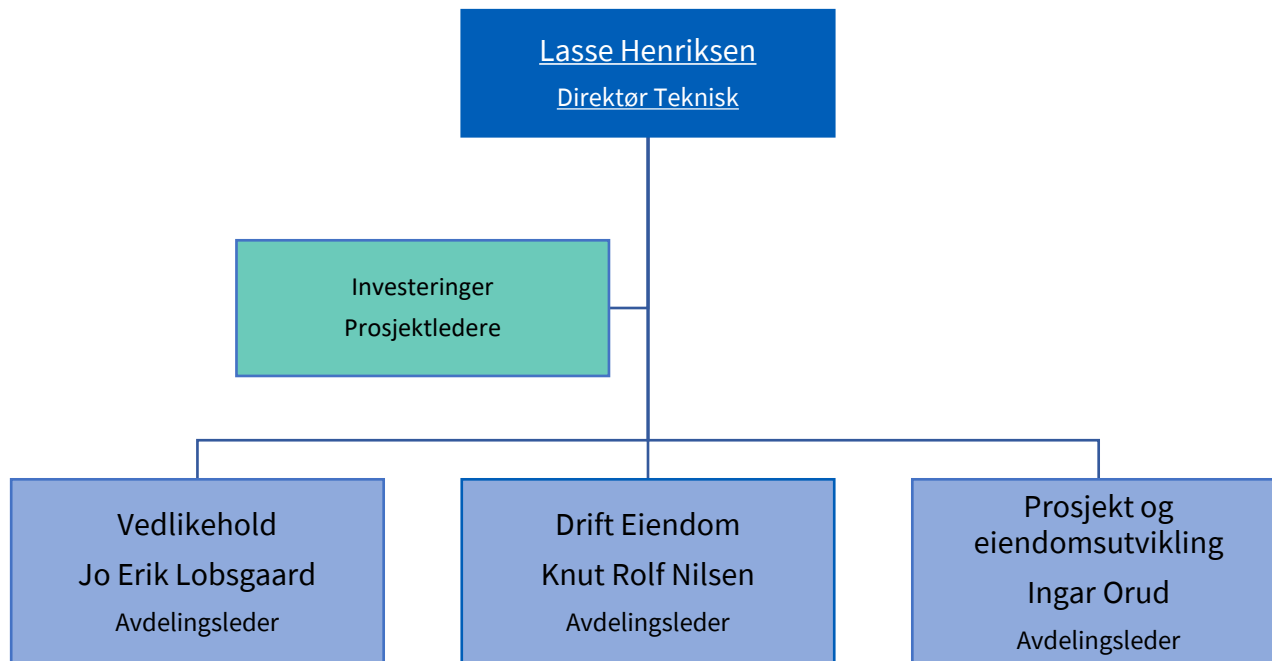 Lasse Henriksen
Direktør Teknisk
Investeringer
Prosjektledere
Vedlikehold
Jo Erik Lobsgaard
Avdelingsleder
Drift Eiendom
Knut Rolf Nilsen
Avdelingsleder
Prosjekt og
eiendomsutvikling
Ingar Orud
Avdelingsleder